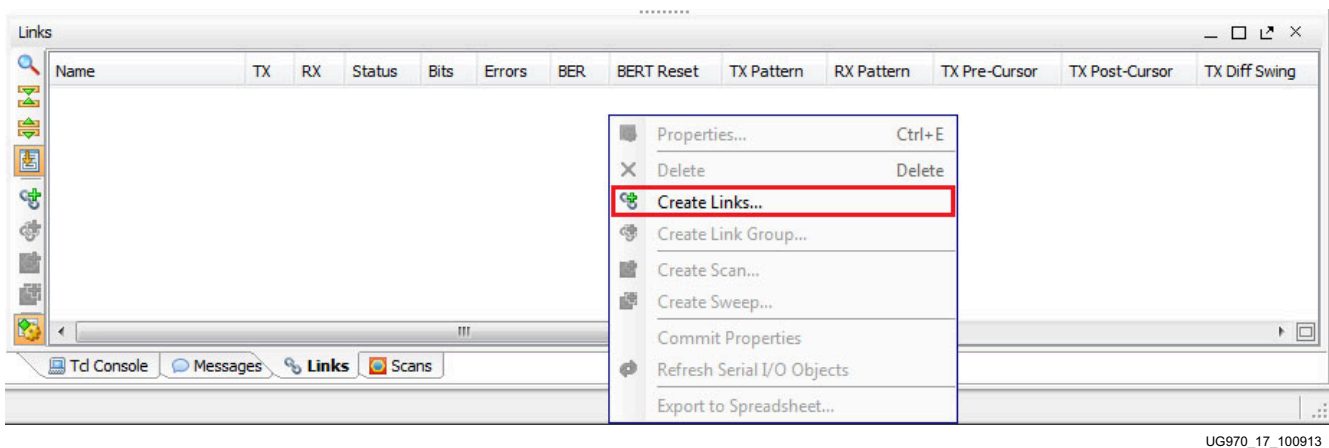 Links
Name TX RX Status Bits Errors BER BERT Reset TX Pattern RX Pattern TX Pre-Cursor TX Post-Cursor TX Diff Swing
Properties... Ctrl+E
Delete Delete
Create Links...
Create Link Group...
Create Scan...
Create Sweep...
Commit Properties
Refresh Serial I/O Objects
Export to Spreadsheet...
Tcl Console Messages Links Scans
UG970_17_100913